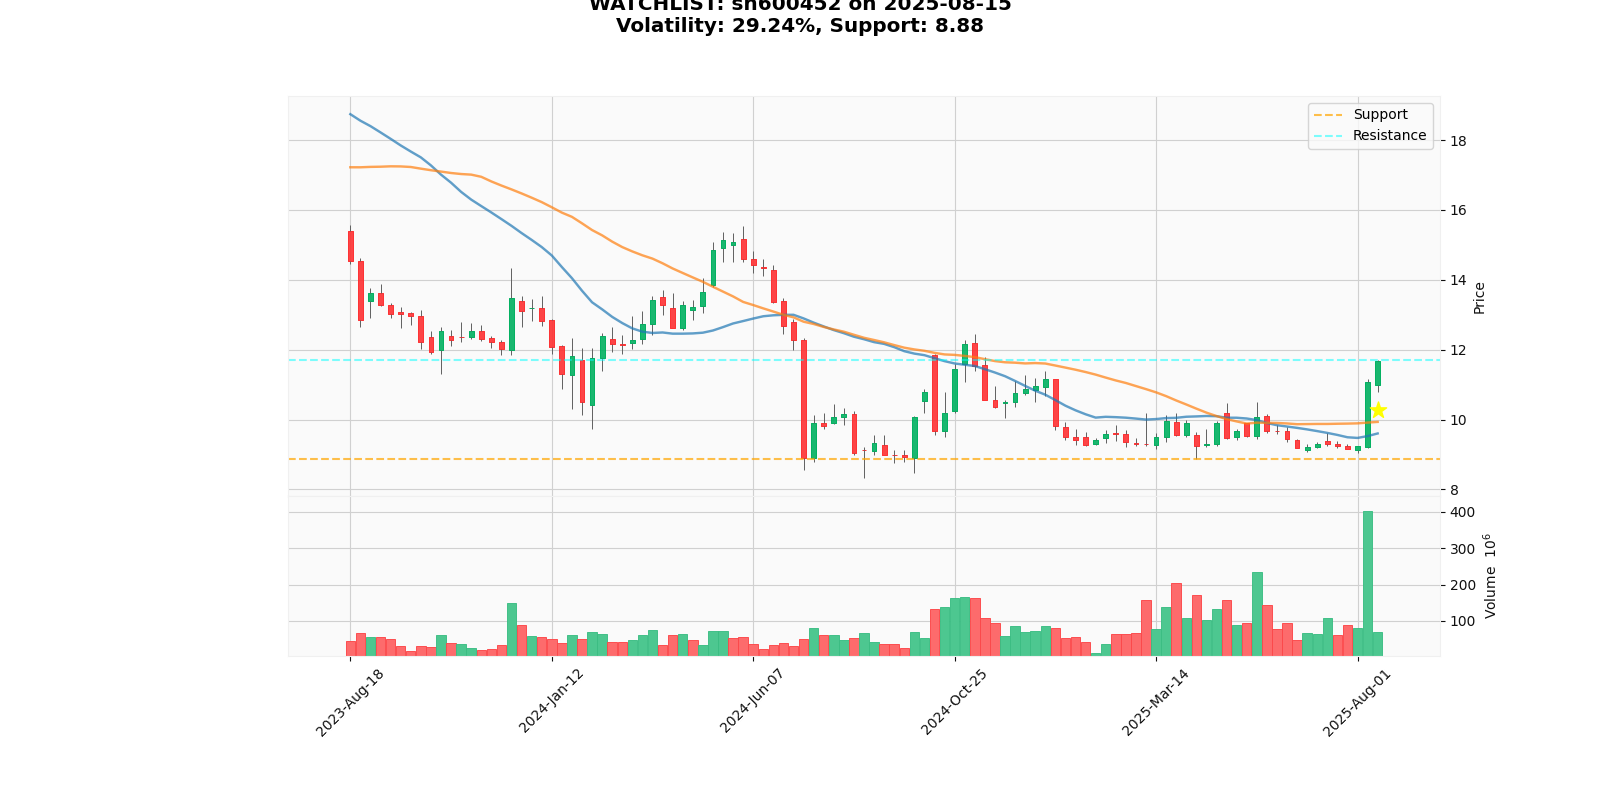 WATCHLIST: sh600452 on 2025-08-15
Volatility: 29.24%, Support: 8.88
Support
Resistance
18
16
14
12
10
8
Price
400
300
200
100
Volume 10⁶
2023-Aug-18
2024-Jan-12
2024-Jun-07
2024-Oct-25
2025-Mar-14
2025-Aug-01